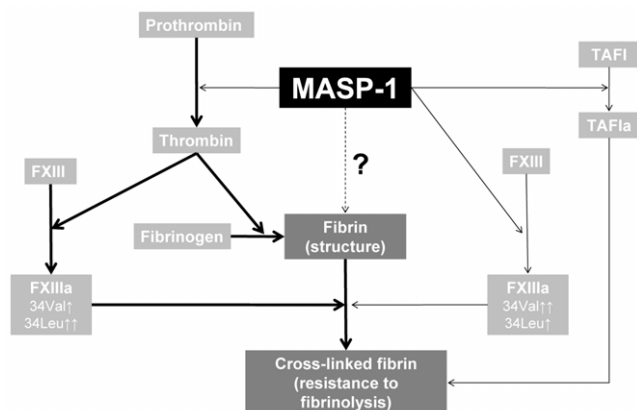 Prothrombin
MASP-1
TAFI
Thrombin
TAFIa
?
FXIII
FXIII
Fibrinogen
Fibrin
(structure)
FXIIIa
34Val↑
34Leu↑↑
FXIIIa
34Val↑↑
34Leu↑
Cross-linked fibrin
(resistance to
fibrinolysis)